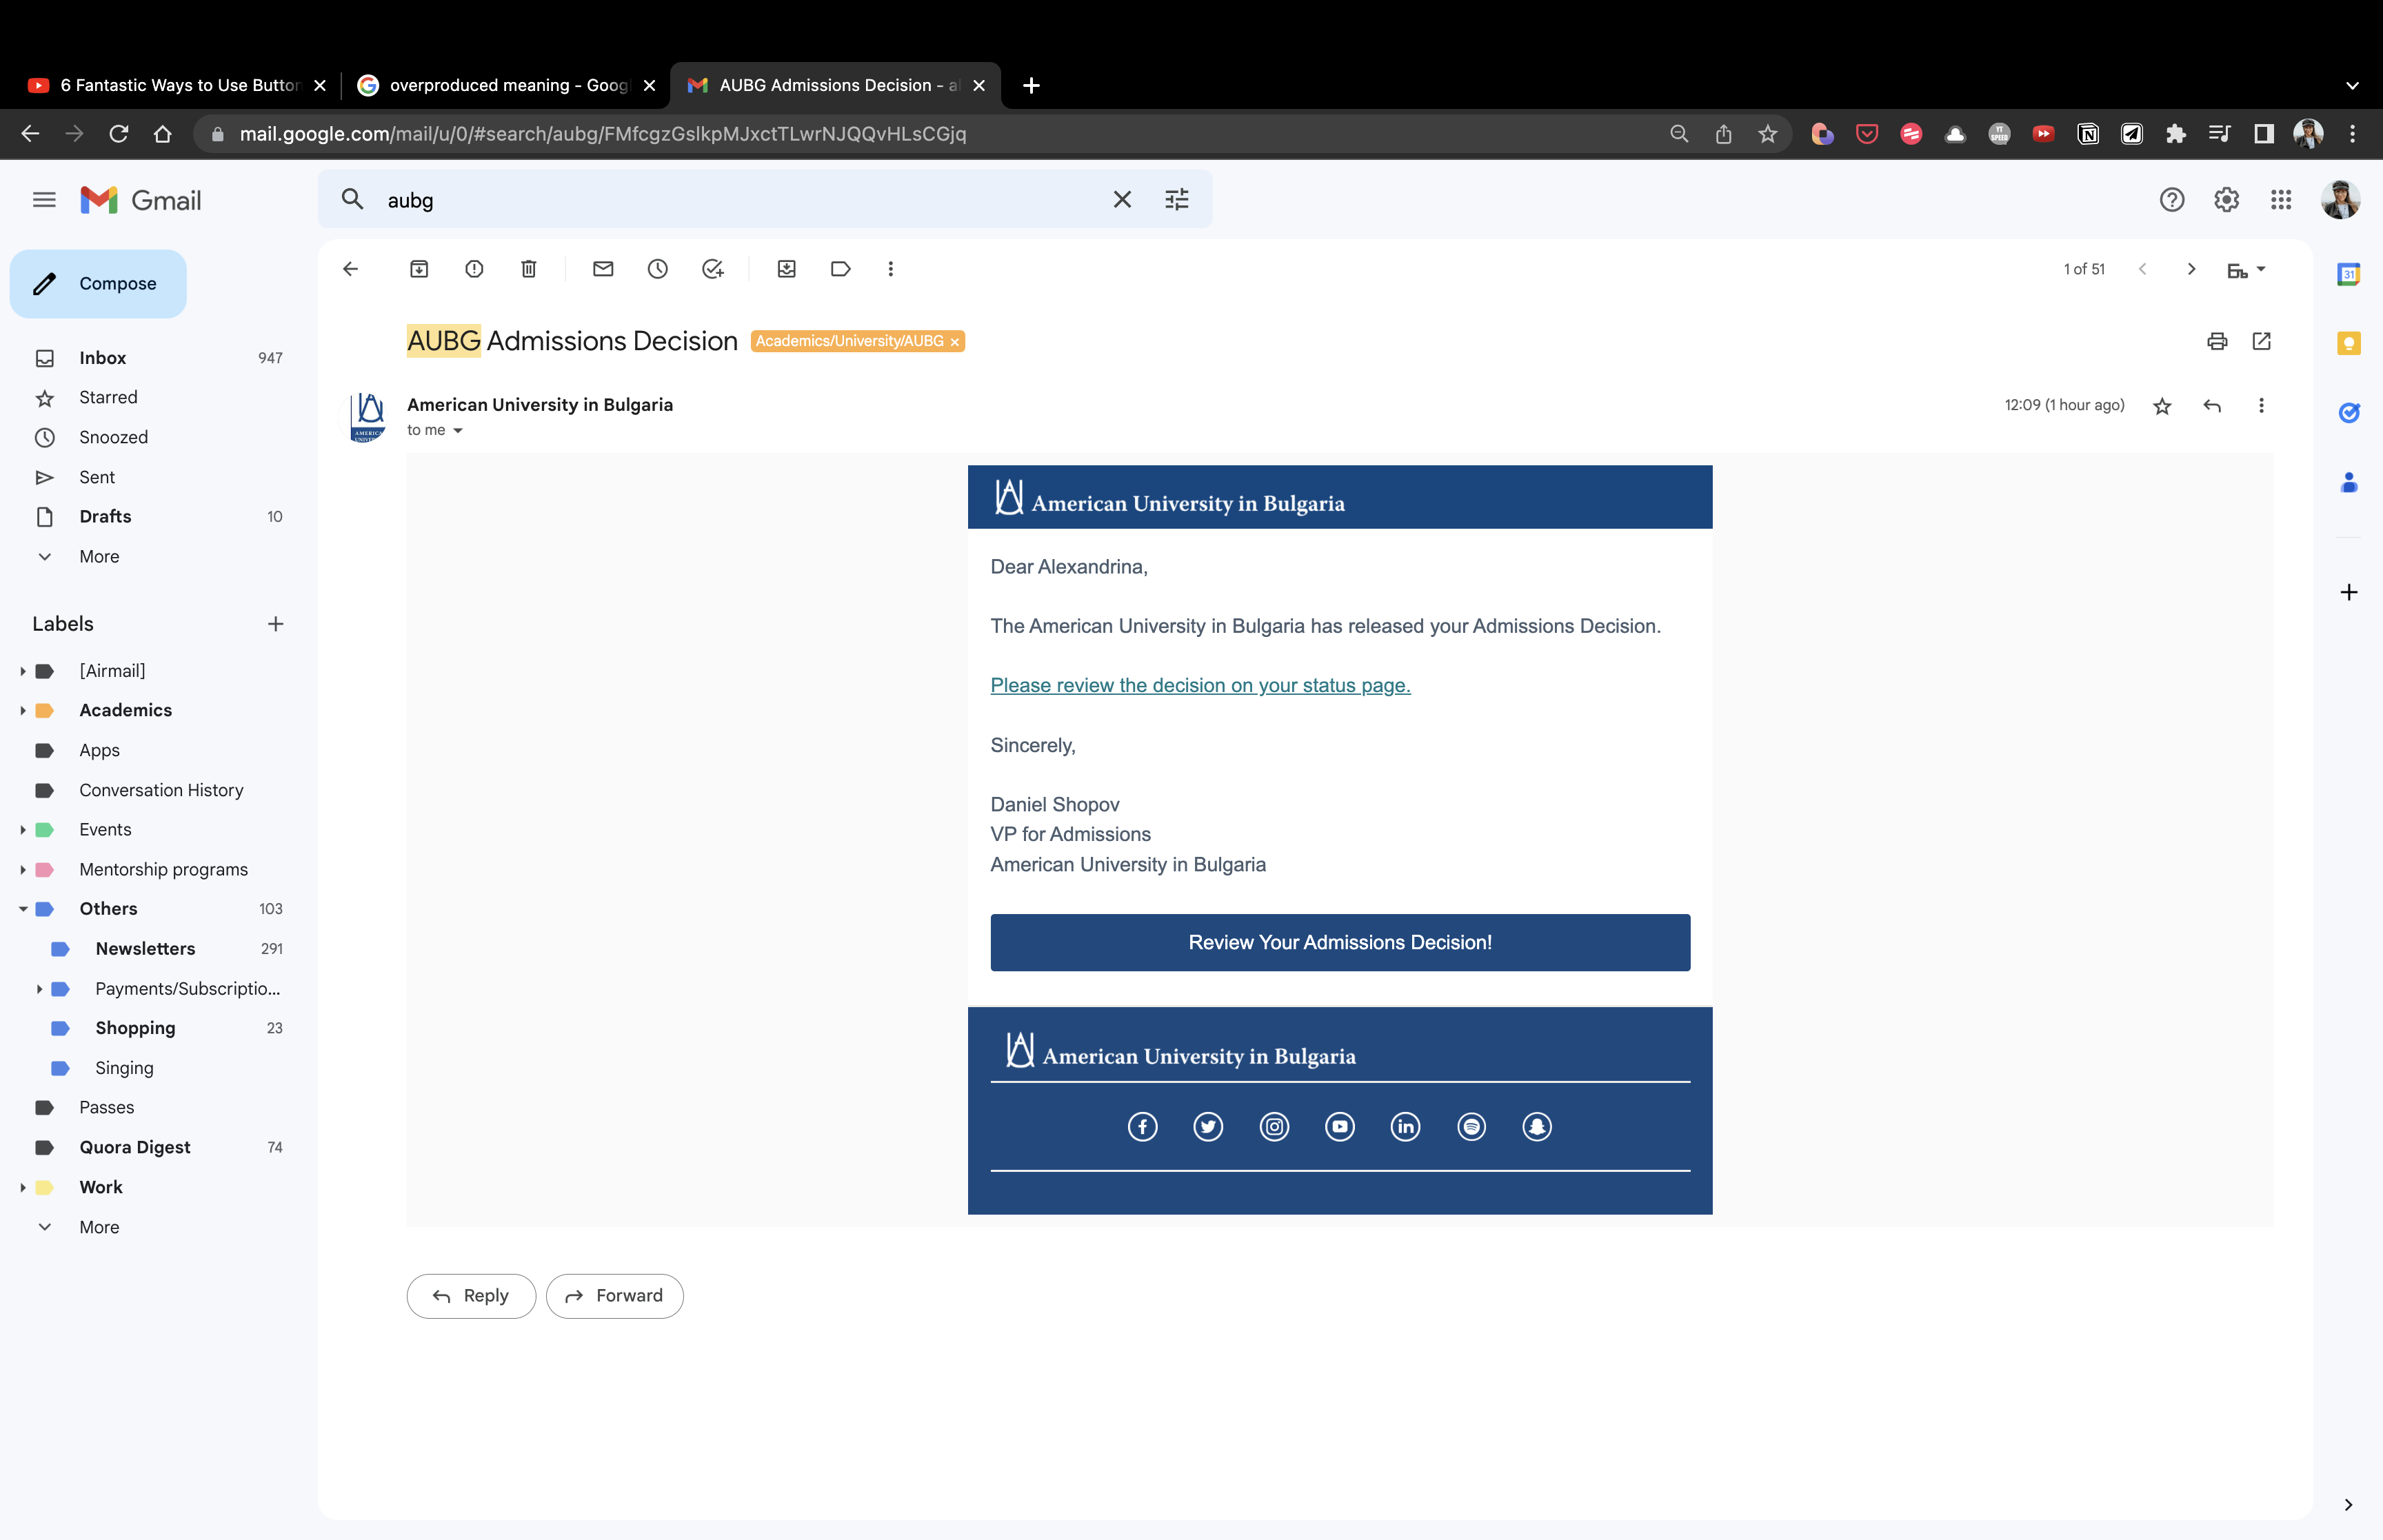 6 Fantastic Ways to Use Button
overproduced meaning - Goog
AUBG Admissions Decision - al
mail.google.com/mail/u/0/#search/aubg/FMfcgzGslkpMJxctTLwrNJQQvHLsCGjq
Gmail
aubg
Compose
1 of 51
Inbox 947
Starred
Snoozed
Sent
Drafts 10
More
Labels
[Airmail]
Academics
Apps
Conversation History
Events
Mentorship programs
Others 103
Newsletters 291
Payments/Subscriptio...
Shopping 23
Singing
Passes
Quora Digest 74
Work
More
AUBG Admissions Decision Academics/University/AUBG
American University in Bulgaria
12:09 (1 hour ago)
to me
American University in Bulgaria
Dear Alexandrina,
The American University in Bulgaria has released your Admissions Decision.
Please review the decision on your status page.
Sincerely,
Daniel Shopov
VP for Admissions
American University in Bulgaria
Review Your Admissions Decision!
American University in Bulgaria
Reply
Forward
31